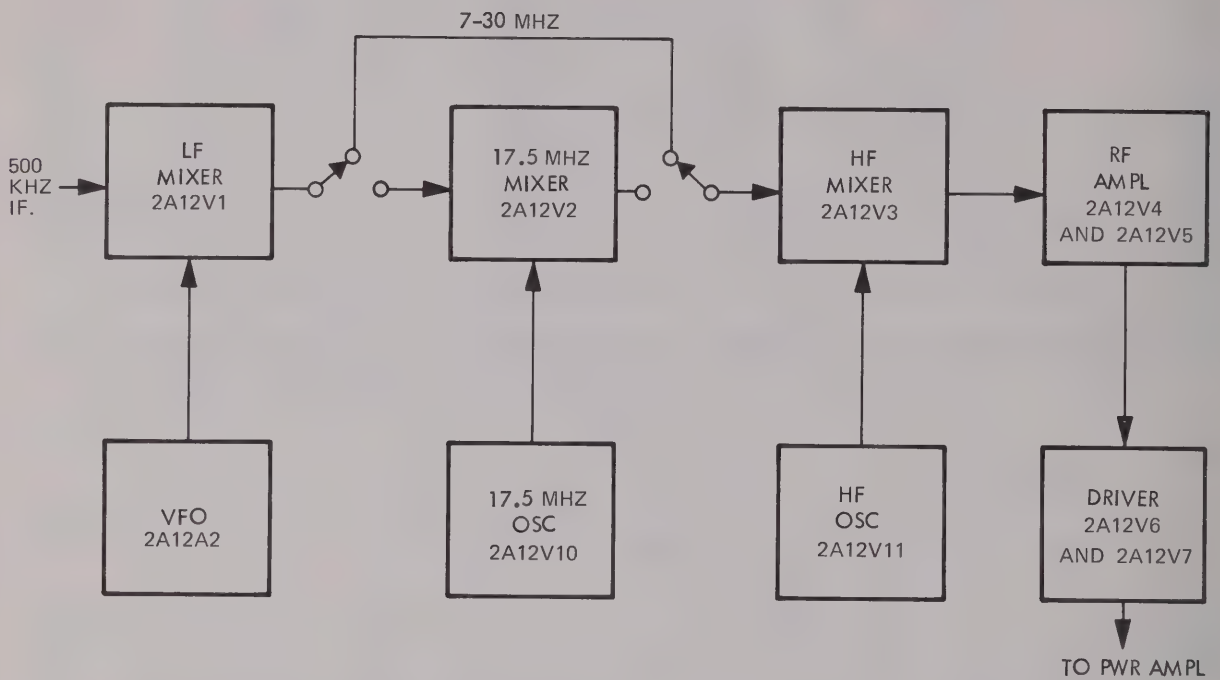 7-30 MHZ
500
KHZ
IF.
LF
MIXER
2A12V1
17.5 MHZ
MIXER
2A12V2
HF
MIXER
2A12V3
RF
AMPL
2A12V4
AND 2A12V5
VFO
2A12A2
17.5 MHZ
OSC
2A12V10
HF
OSC
2A12V11
DRIVER
2A12V6
AND 2A12V7
TO PWR AMPL